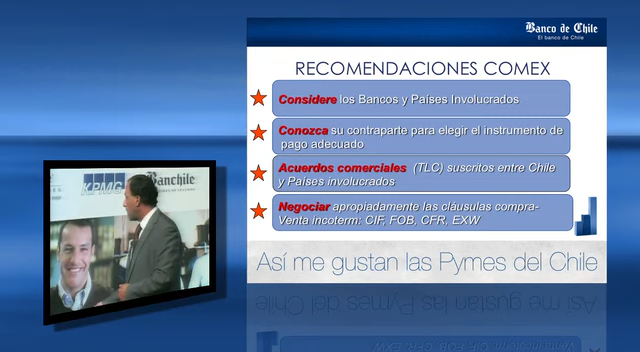 Banco de Chile
El banco de Chile
RECOMENDACIONES COMEX
Considere los Bancos y Países Involucrados
Conozca su contraparte para elegir el instrumento de
pago adecuado
Acuerdos comerciales (TLC) suscritos entre Chile
y Países involucrados
Negociar apropiadamente las cláusulas compra-
Venta incoterm: CIF, FOB, CFR, EXW
Así me gustan las Pymes del Chile
KPMG
Banchile